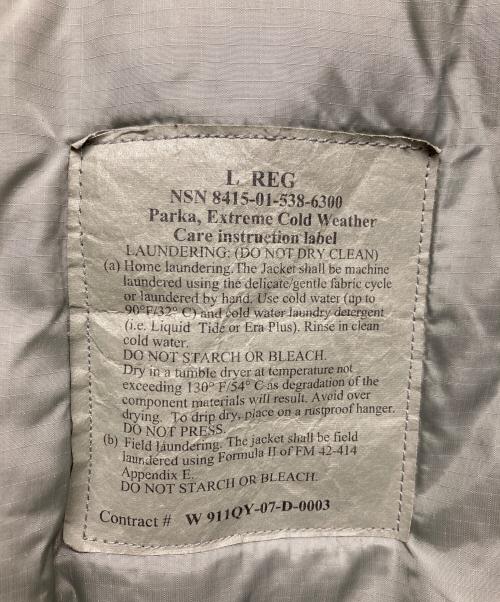 L REG
NSN 8415-01-538-6300
Parka, Extreme Cold Weather
Care instruction label
LAUNDERING: (DO NOT DRY CLEAN)
(a) Home laundering. The Jacket shall be machine
laundered using the delicate/gentle fabric cycle
or laundered by hand. Use cold water (up to
90°F/32° C) and cold water laundry detergent
(i.e. Liquid Tide or Era Plus). Rinse in clean
cold water.
DO NOT STARCH OR BLEACH.
Dry in a tumble dryer at temperature not
exceeding 130° F/54° C as degradation of the
component materials will result. Avoid over
drying. To drip dry, place on a rustproof hanger.
DO NOT PRESS.
(b) Field laundering. The jacket shall be field
laundered using Formula II of FM 42-414
Appendix E.
DO NOT STARCH OR BLEACH.
Contract # W 911QY-07-D-0003